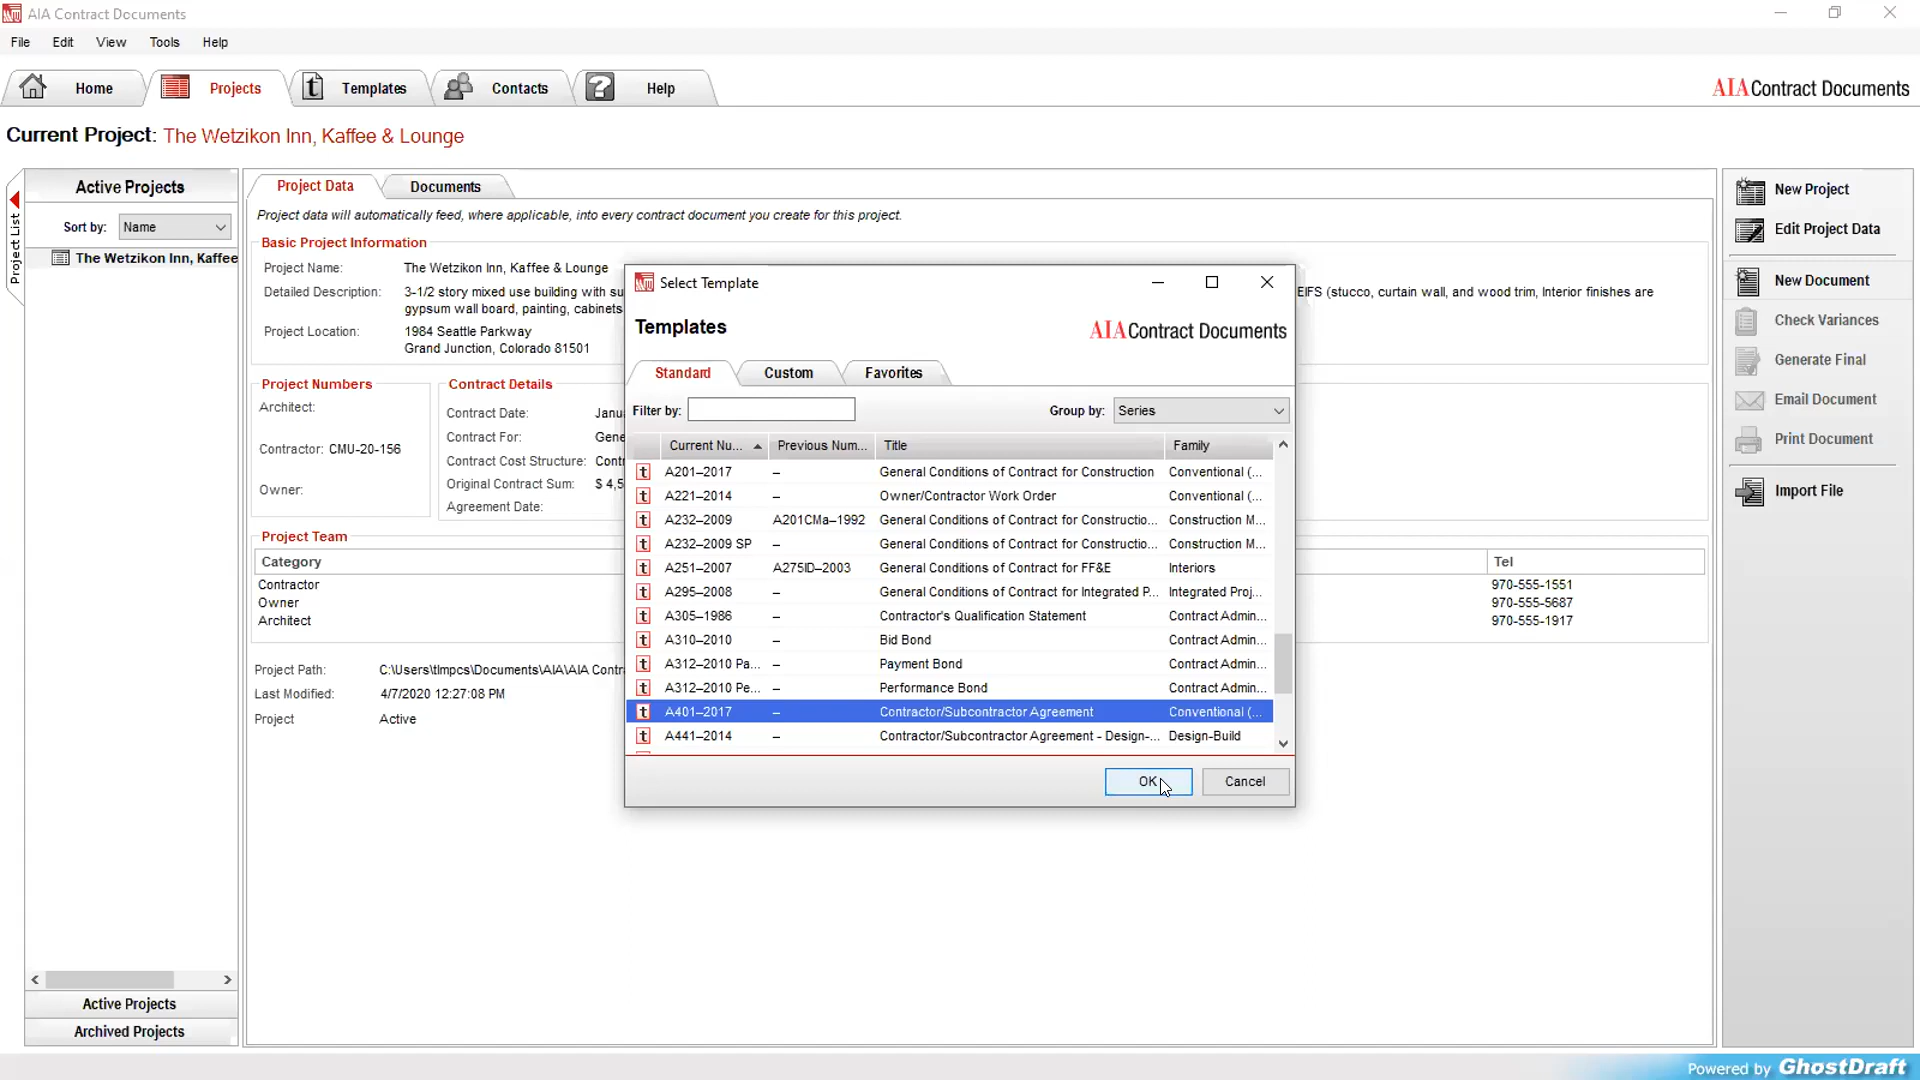 AIA Contract Documents
File Edit View Tools Help
Home Projects t Templates Contacts ? Help
AIA Contract Documents
Current Project: The Wetzikon Inn, Kaffee & Lounge
Project List
Active Projects
Sort by: Name
The Wetzikon Inn, Kaffee
Active Projects
Archived Projects
Project Data Documents
Project data will automatically feed, where applicable, into every contract document you create for this project.
Basic Project Information
Project Name: The Wetzikon Inn, Kaffee & Lounge
Detailed Description: 3-1/2 story mixed use building with su EIFS (stucco, curtain wall, and wood trim, Interior finishes are
gypsum wall board, painting, cabinets
Project Location: 1984 Seattle Parkway
Grand Junction, Colorado 81501
Project Numbers
Architect:
Contractor: CMU-20-156
Owner:
Contract Details
Contract Date: Janu
Contract For: Gene
Contract Cost Structure: Contr
Original Contract Sum: $ 4,5
Agreement Date:
Project Team
Category Tel
Contractor 970-555-1551
Owner 970-555-5687
Architect 970-555-1917
Project Path: C:\Users\tlmpcs\Documents\AIA\AIA Contr
Last Modified: 4/7/2020 12:27:08 PM
Project Active
Select Template
Templates
AIA Contract Documents
Standard Custom Favorites
Filter by: Group by: Series
Current Nu... Previous Num... Title Family
t A201–2017 – General Conditions of Contract for Construction Conventional (...
t A221–2014 – Owner/Contractor Work Order Conventional (...
t A232–2009 A201CMa–1992 General Conditions of Contract for Constructio... Construction M...
t A232–2009 SP – General Conditions of Contract for Constructio... Construction M...
t A251–2007 A275ID–2003 General Conditions of Contract for FF&E Interiors
t A295–2008 – General Conditions of Contract for Integrated P... Integrated Proj...
t A305–1986 – Contractor's Qualification Statement Contract Admin...
t A310–2010 – Bid Bond Contract Admin...
t A312–2010 Pa... – Payment Bond Contract Admin...
t A312–2010 Pe... – Performance Bond Contract Admin...
t A401–2017 – Contractor/Subcontractor Agreement Conventional (...
t A441–2014 – Contractor/Subcontractor Agreement - Design-... Design-Build
OK Cancel
New Project
Edit Project Data
New Document
Check Variances
Generate Final
Email Document
Print Document
Import File
Powered by GhostDraft